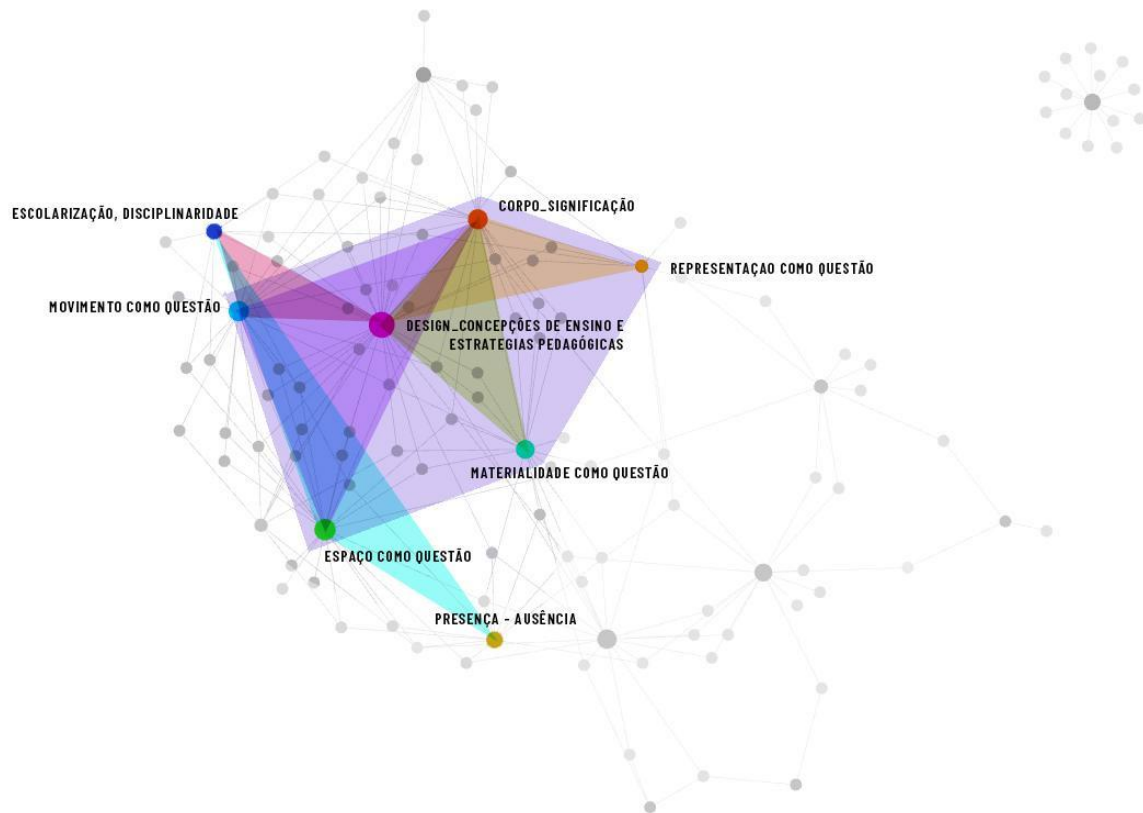 CORPO_SIGNIFICAÇÃO
ESCOLARIZAÇÃO, DISCIPLINARIDADE
REPRESENTAÇAO COMO QUESTÃO
MOVIMENTO COMO QUESTÃO
DESIGN_CONCEPÇÕES DE ENSINO E
ESTRATEGIAS PEDAGÓGICAS
MATERIALIDADE COMO QUESTÃO
ESPAÇO COMO QUESTÃO
PRESENÇA - AUSÊNCIA